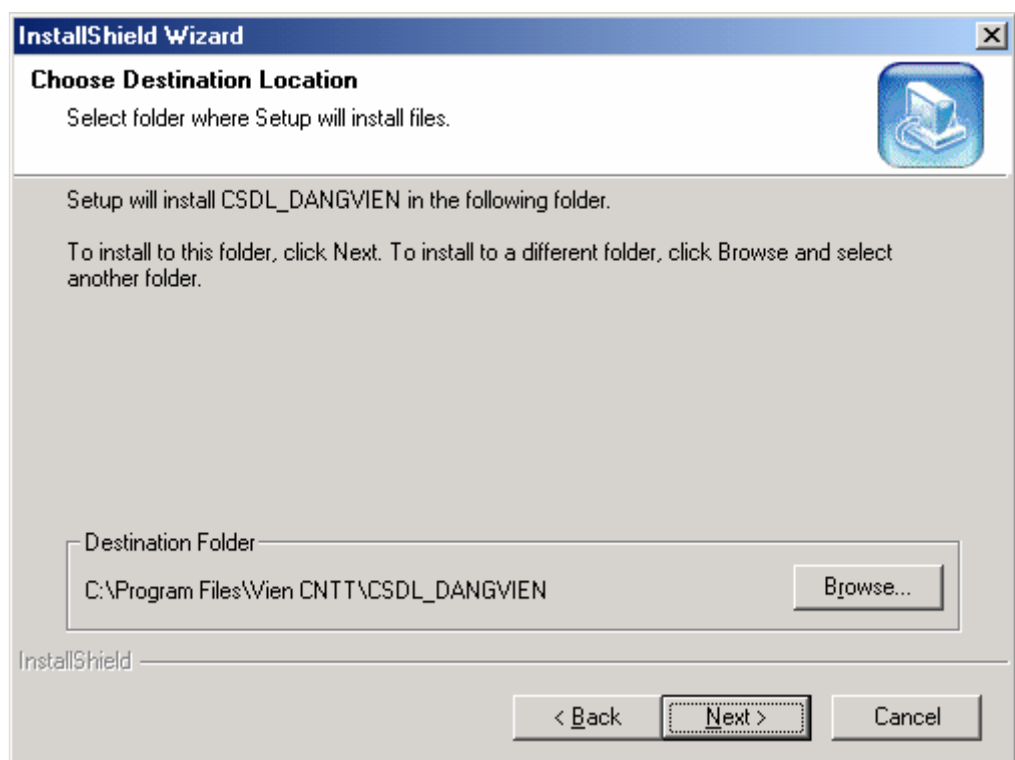 InstallShield Wizard
Choose Destination Location
Select folder where Setup will install files.
Setup will install CSDL_DANGVIEN in the following folder.
To install to this folder, click Next. To install to a different folder, click Browse and select
another folder.
Destination Folder
C:\Program Files\Vien CNTT\CSDL_DANGVIEN
Browse...
InstallShield
< Back
Next >
Cancel